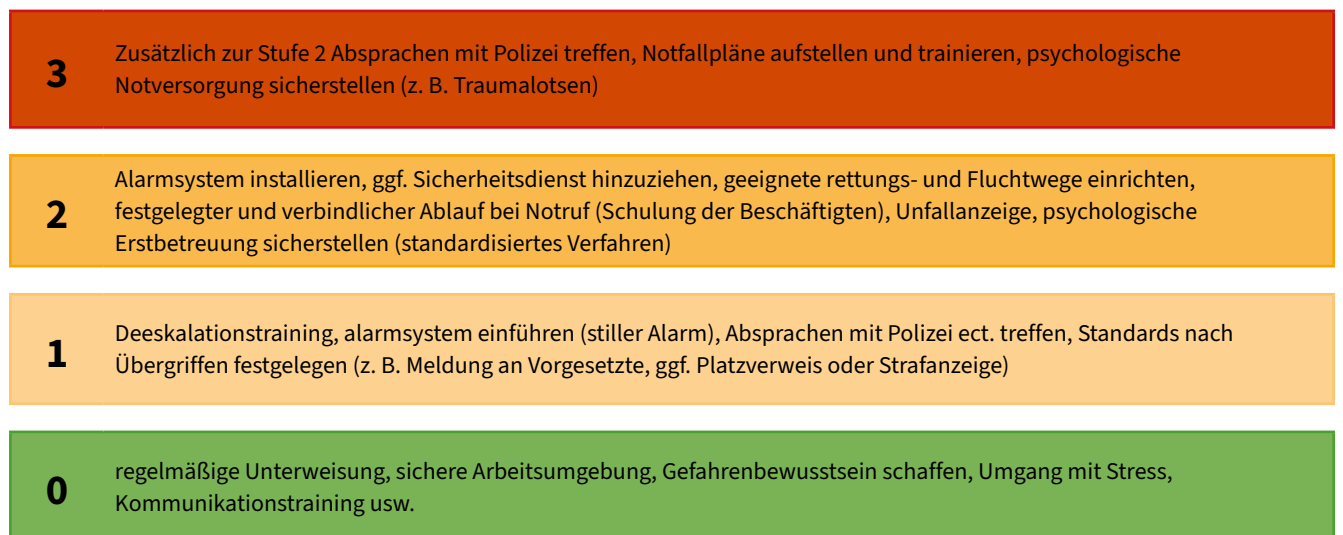 3
Zusätzlich zur Stufe 2 Absprachen mit Polizei treffen, Notfallpläne aufstellen und trainieren, psychologische
Notversorgung sicherstellen (z. B. Traumalotsen)
2
Alarmsystem installieren, ggf. Sicherheitsdienst hinzuziehen, geeignete rettungs- und Fluchtwege einrichten,
festgelegter und verbindlicher Ablauf bei Notruf (Schulung der Beschäftigten), Unfallanzeige, psychologische
Erstbetreuung sicherstellen (standardisiertes Verfahren)
1
Deeskalationstraining, alarmsystem einführen (stiller Alarm), Absprachen mit Polizei ect. treffen, Standards nach
Übergriffen festgelegen (z. B. Meldung an Vorgesetzte, ggf. Platzverweis oder Strafanzeige)
0
regelmäßige Unterweisung, sichere Arbeitsumgebung, Gefahrenbewusstsein schaffen, Umgang mit Stress,
Kommunikationstraining usw.